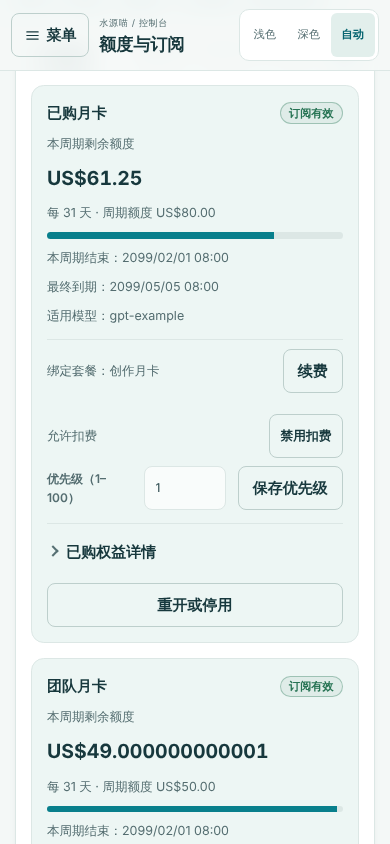 菜单
水源喵 / 控制台
额度与订阅
浅色
深色
自动
已购月卡
订阅有效
本周期剩余额度
US$61.25
每 31 天 · 周期额度 US$80.00
本周期结束：2099/02/01 08:00
最终到期：2099/05/05 08:00
适用模型：gpt-example
绑定套餐：创作月卡
续费
允许扣费
禁用扣费
优先级（1–
100）
1
保存优先级
已购权益详情
重开或停用
团队月卡
订阅有效
本周期剩余额度
US$49.000000000001
每 31 天 · 周期额度 US$50.00
本周期结束：2099/02/01 08:00